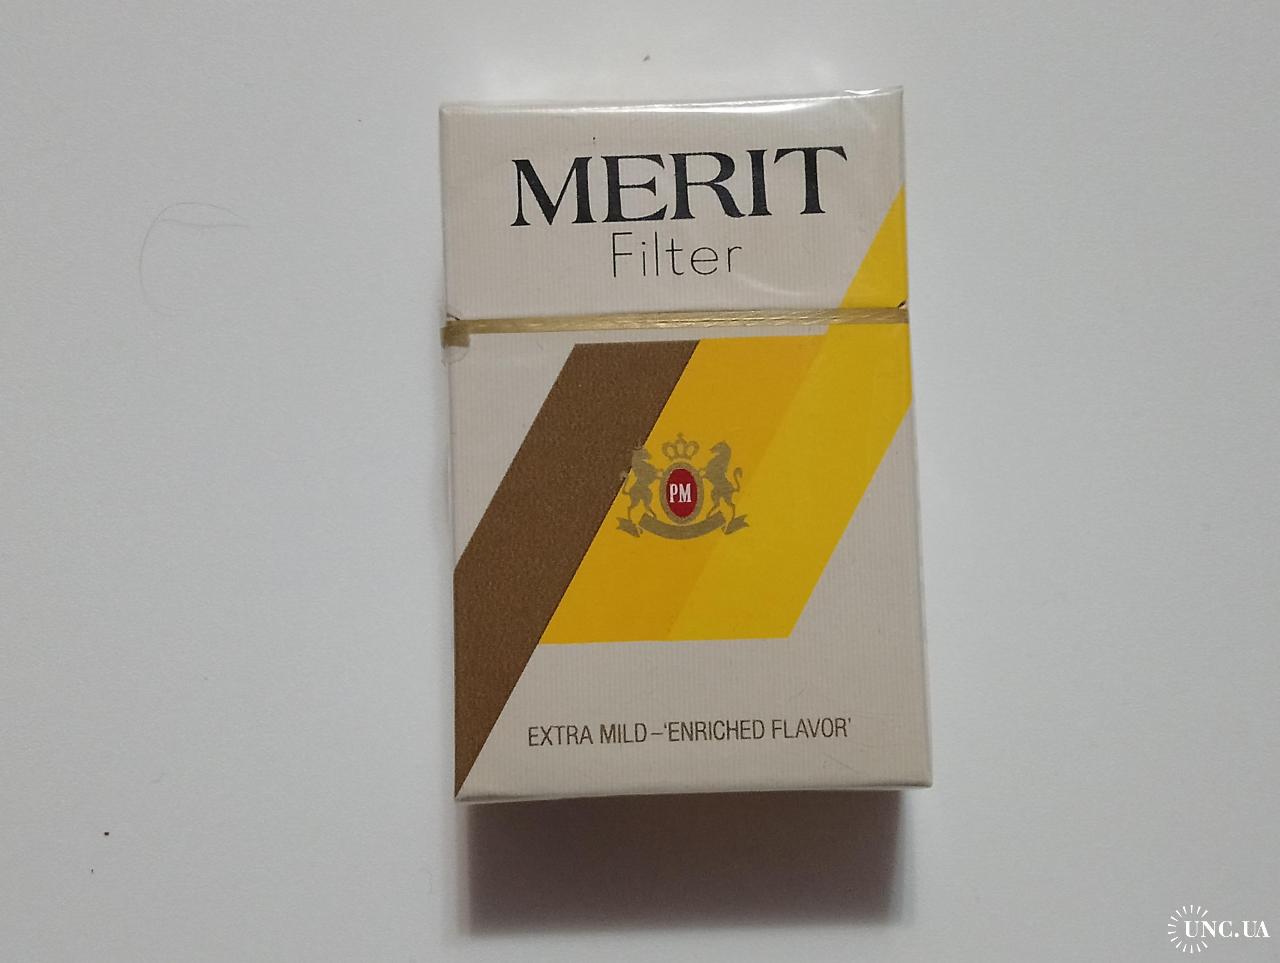 MERIT
Filter
PM
EXTRA MILD–'ENRICHED FLAVOR'
UNC.UA